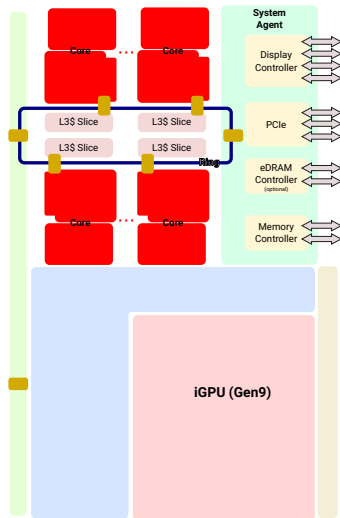 System
Agent
Core
...
Core
Display
Controller
L3$ Slice
L3$ Slice
PCIe
L3$ Slice
L3$ Slice
Ring
eDRAM
Controller
(optional)
Core
...
Core
Memory
Controller
iGPU (Gen9)